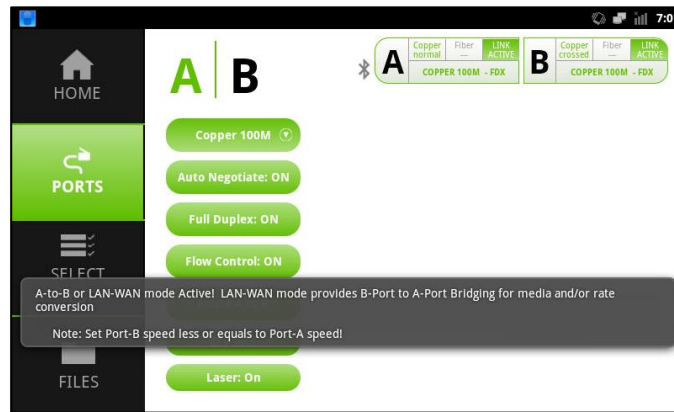 7:0
HOME
PORTS
SELECT
FILES
A B
A
Copper normal
Fiber ---
LINK ACTIVE
COPPER 100M - FDX
B
Copper crossed
Fiber ---
LINK ACTIVE
COPPER 100M - FDX
Copper 100M
Auto Negotiate: ON
Full Duplex: ON
Flow Control: ON
A-to-B or LAN-WAN mode Active! LAN-WAN mode provides B-Port to A-Port Bridging for media and/or rate
conversion
Note: Set Port-B speed less or equals to Port-A speed!
Laser: On